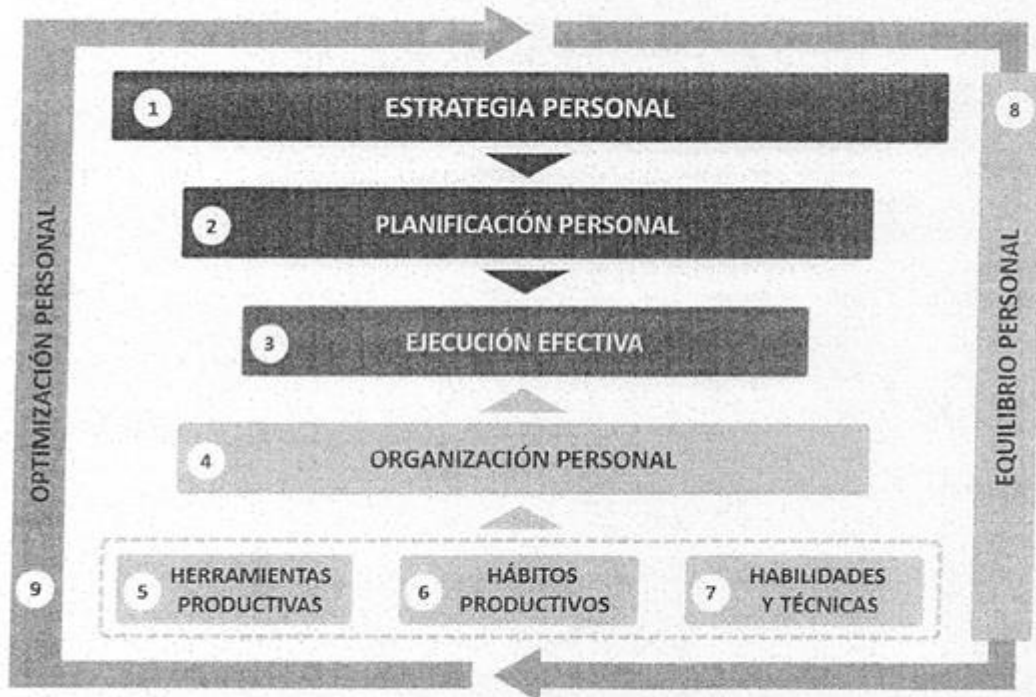 1 ESTRATEGIA PERSONAL
2 PLANIFICACIÓN PERSONAL
3 EJECUCIÓN EFECTIVA
4 ORGANIZACIÓN PERSONAL
5 HERRAMIENTAS
PRODUCTIVAS
6 HÁBITOS
PRODUCTIVOS
7 HABILIDADES
Y TÉCNICAS
8 EQUILIBRIO PERSONAL
9 OPTIMIZACIÓN PERSONAL